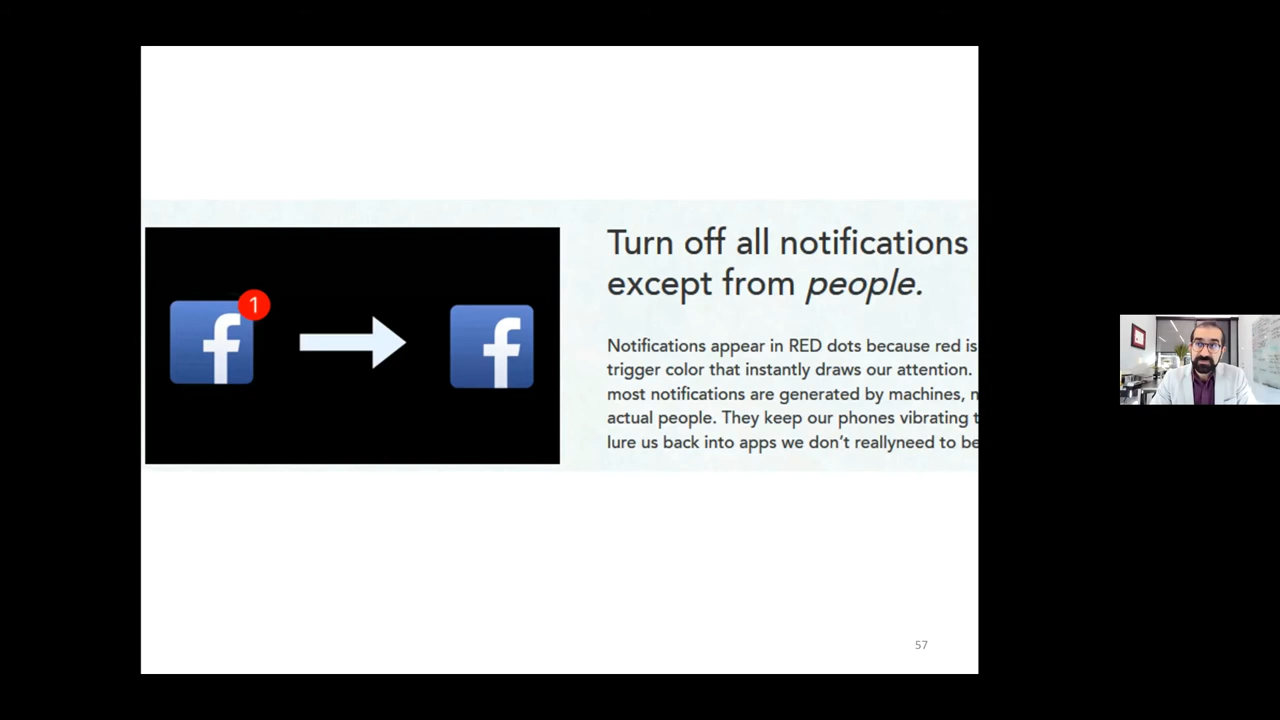 1
f
f
Turn off all notifications
except from people.
Notifications appear in RED dots because red is
trigger color that instantly draws our attention.
most notifications are generated by machines,
actual people. They keep our phones vibrating
lure us back into apps we don't reallyneed to be
57